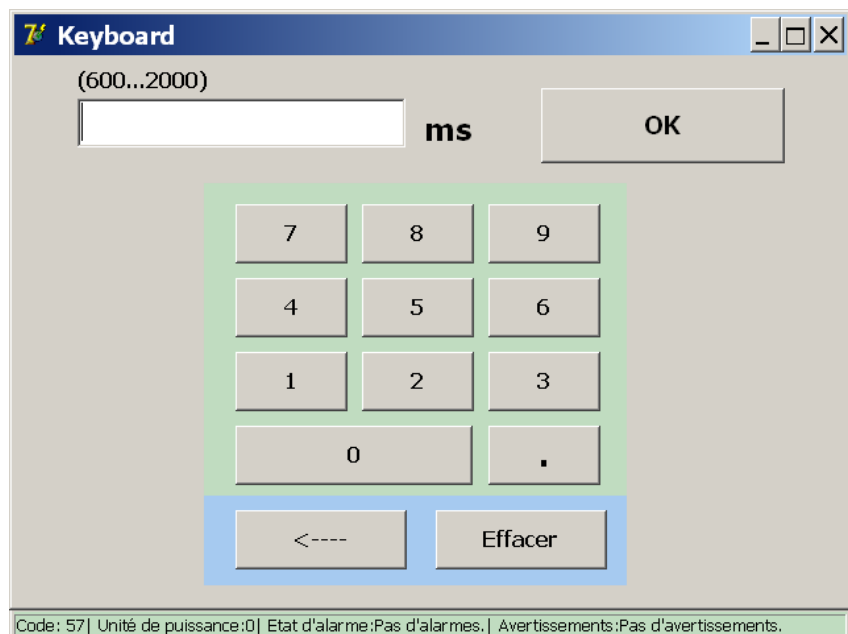 Keyboard
(600...2000)
ms
OK
7 8 9
4 5 6
1 2 3
0 .
<---- Effacer
Code: 57| Unité de puissance:0| Etat d'alarme:Pas d'alarmes.| Avertissements:Pas d'avertissements.